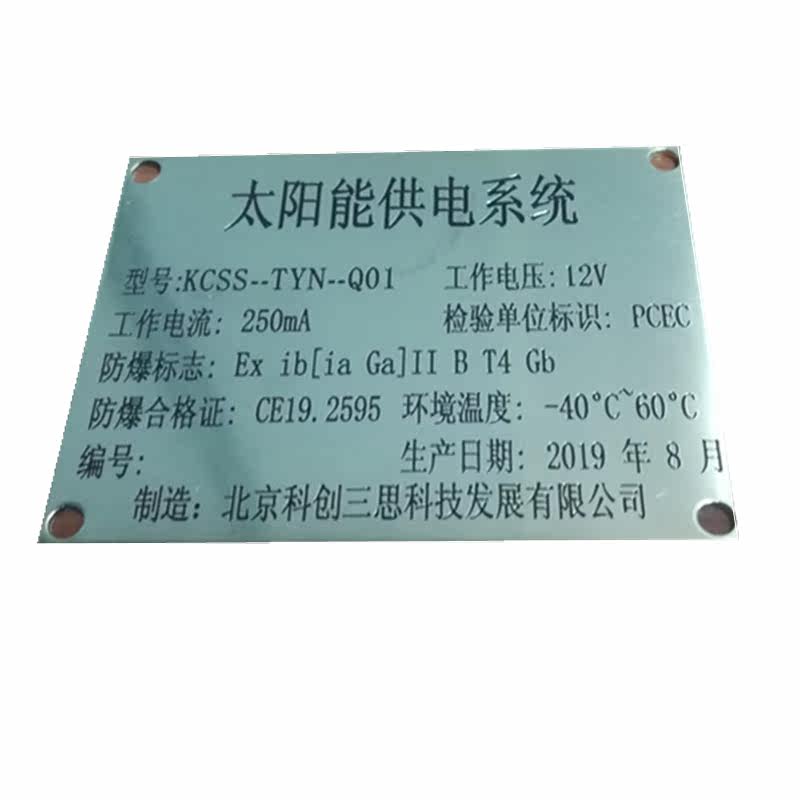 太阳能供电系统
型号:KCSS--TYN--Q01 工作电压: 12V
工作电流: 250mA 检验单位标识: PCEC
防爆标志: Ex ib[ia Ga]II B T4 Gb
防爆合格证: CE19.2595 环境温度: -40°C~60°C
编号: 生产日期: 2019 年 8 月
制造: 北京科创三思科技发展有限公司